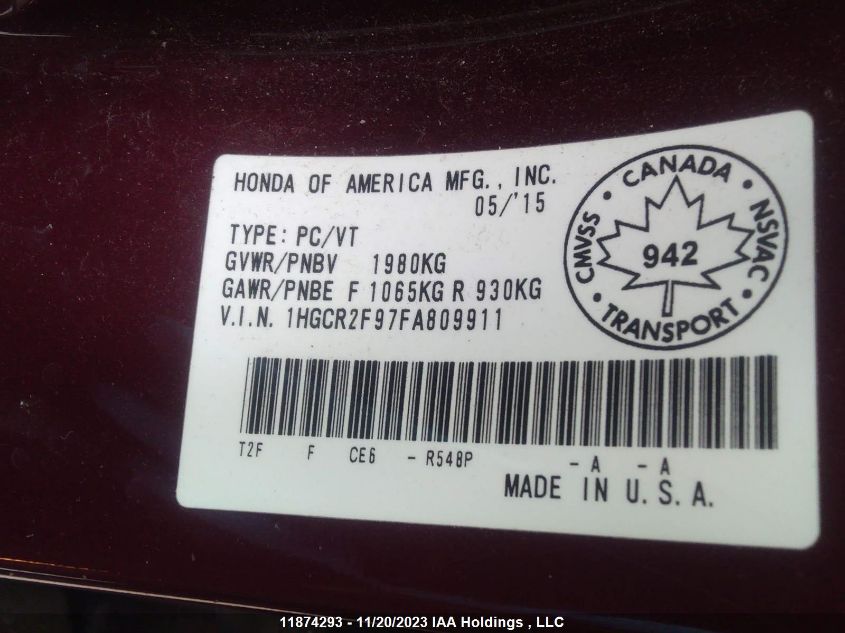 HONDA OF AMERICA MFG., INC.
05/'15
TYPE: PC/VT
GVWR/PNBV 1980KG
GAWR/PNBE F 1065KG R 930KG
V.I.N. 1HGCR2F97FA809911
CANADA
CMVSS
NSVAC
942
TRANSPORT
T2F F CE6 - R548P - A - A
MADE IN U.S.A.
11874293 - 11/20/2023 IAA Holdings , LLC